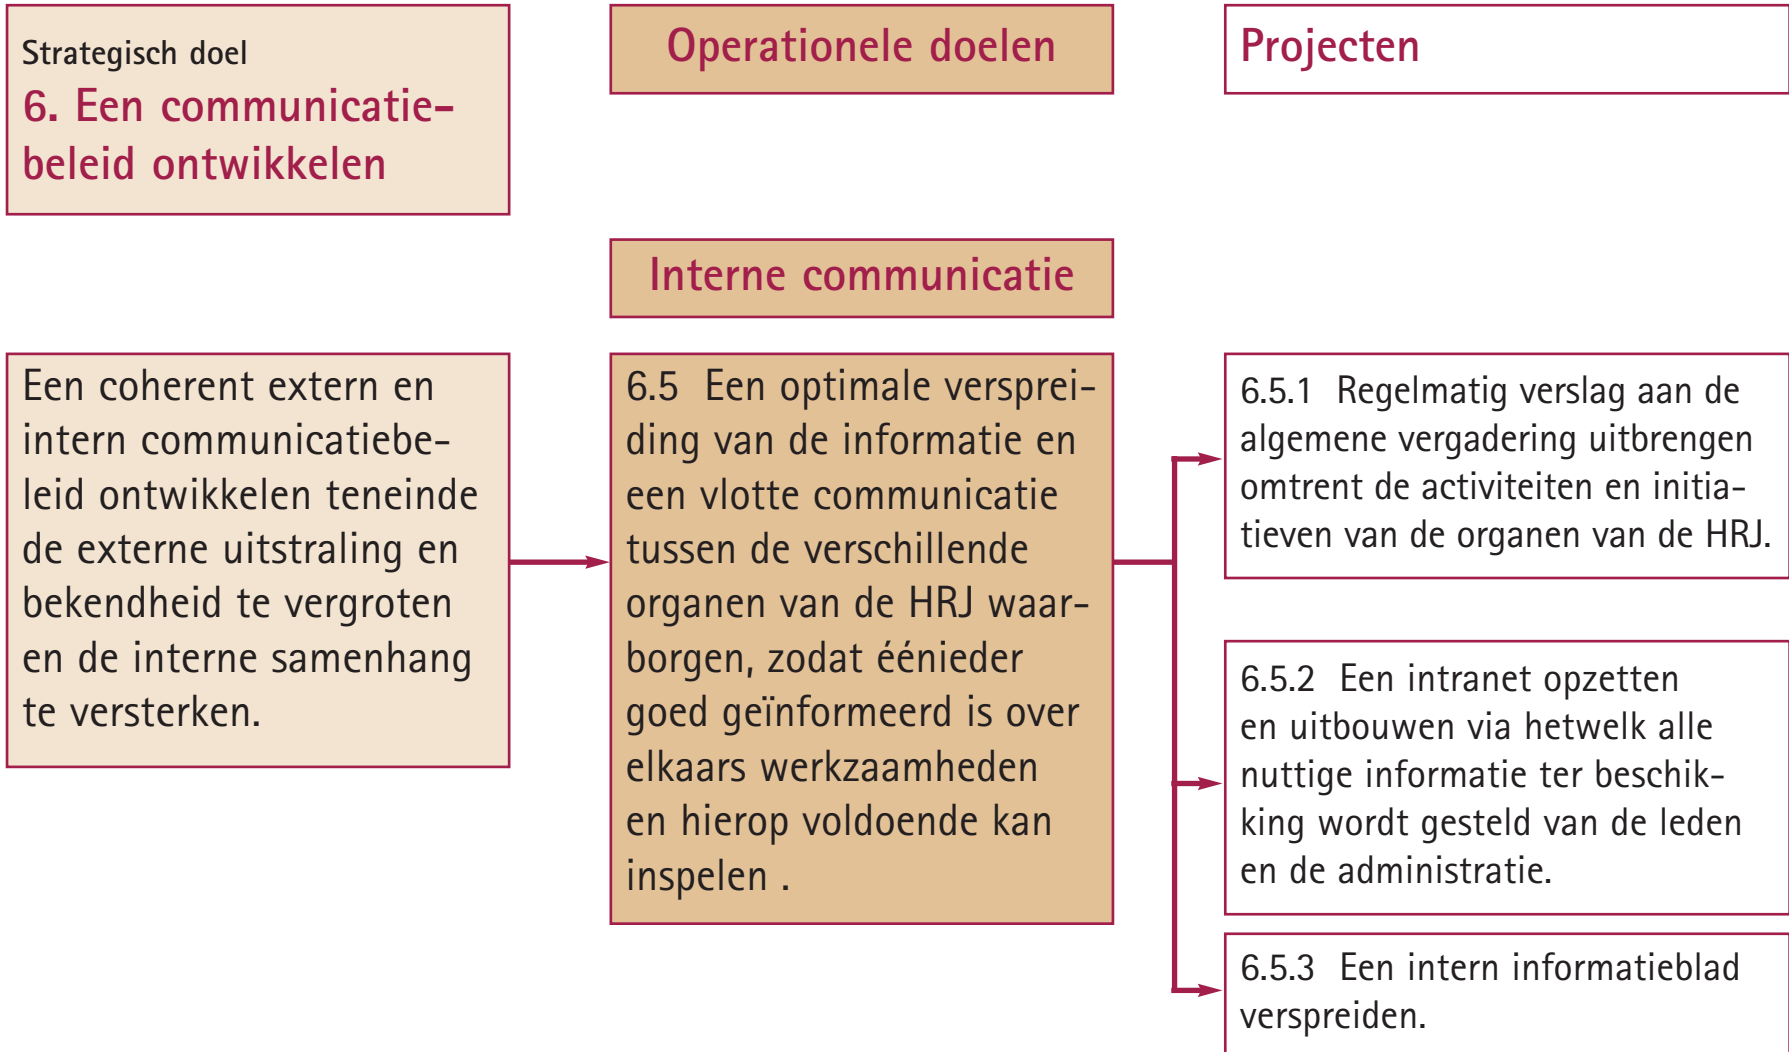 Strategisch doel
6. Een communicatie-
beleid ontwikkelen
Operationele doelen
Projecten
Interne communicatie
Een coherent extern en
intern communicatiebe-
leid ontwikkelen teneinde
de externe uitstraling en
bekendheid te vergroten
en de interne samenhang
te versterken.
6.5 Een optimale versprei-
ding van de informatie en
een vlotte communicatie
tussen de verschillende
organen van de HRJ waar-
borgen, zodat éénieder
goed geïnformeerd is over
elkaars werkzaamheden
en hierop voldoende kan
inspelen .
6.5.1 Regelmatig verslag aan de
algemene vergadering uitbrengen
omtrent de activiteiten en initia-
tieven van de organen van de HRJ.
6.5.2 Een intranet opzetten
en uitbouwen via hetwelk alle
nuttige informatie ter beschik-
king wordt gesteld van de leden
en de administratie.
6.5.3 Een intern informatieblad
verspreiden.